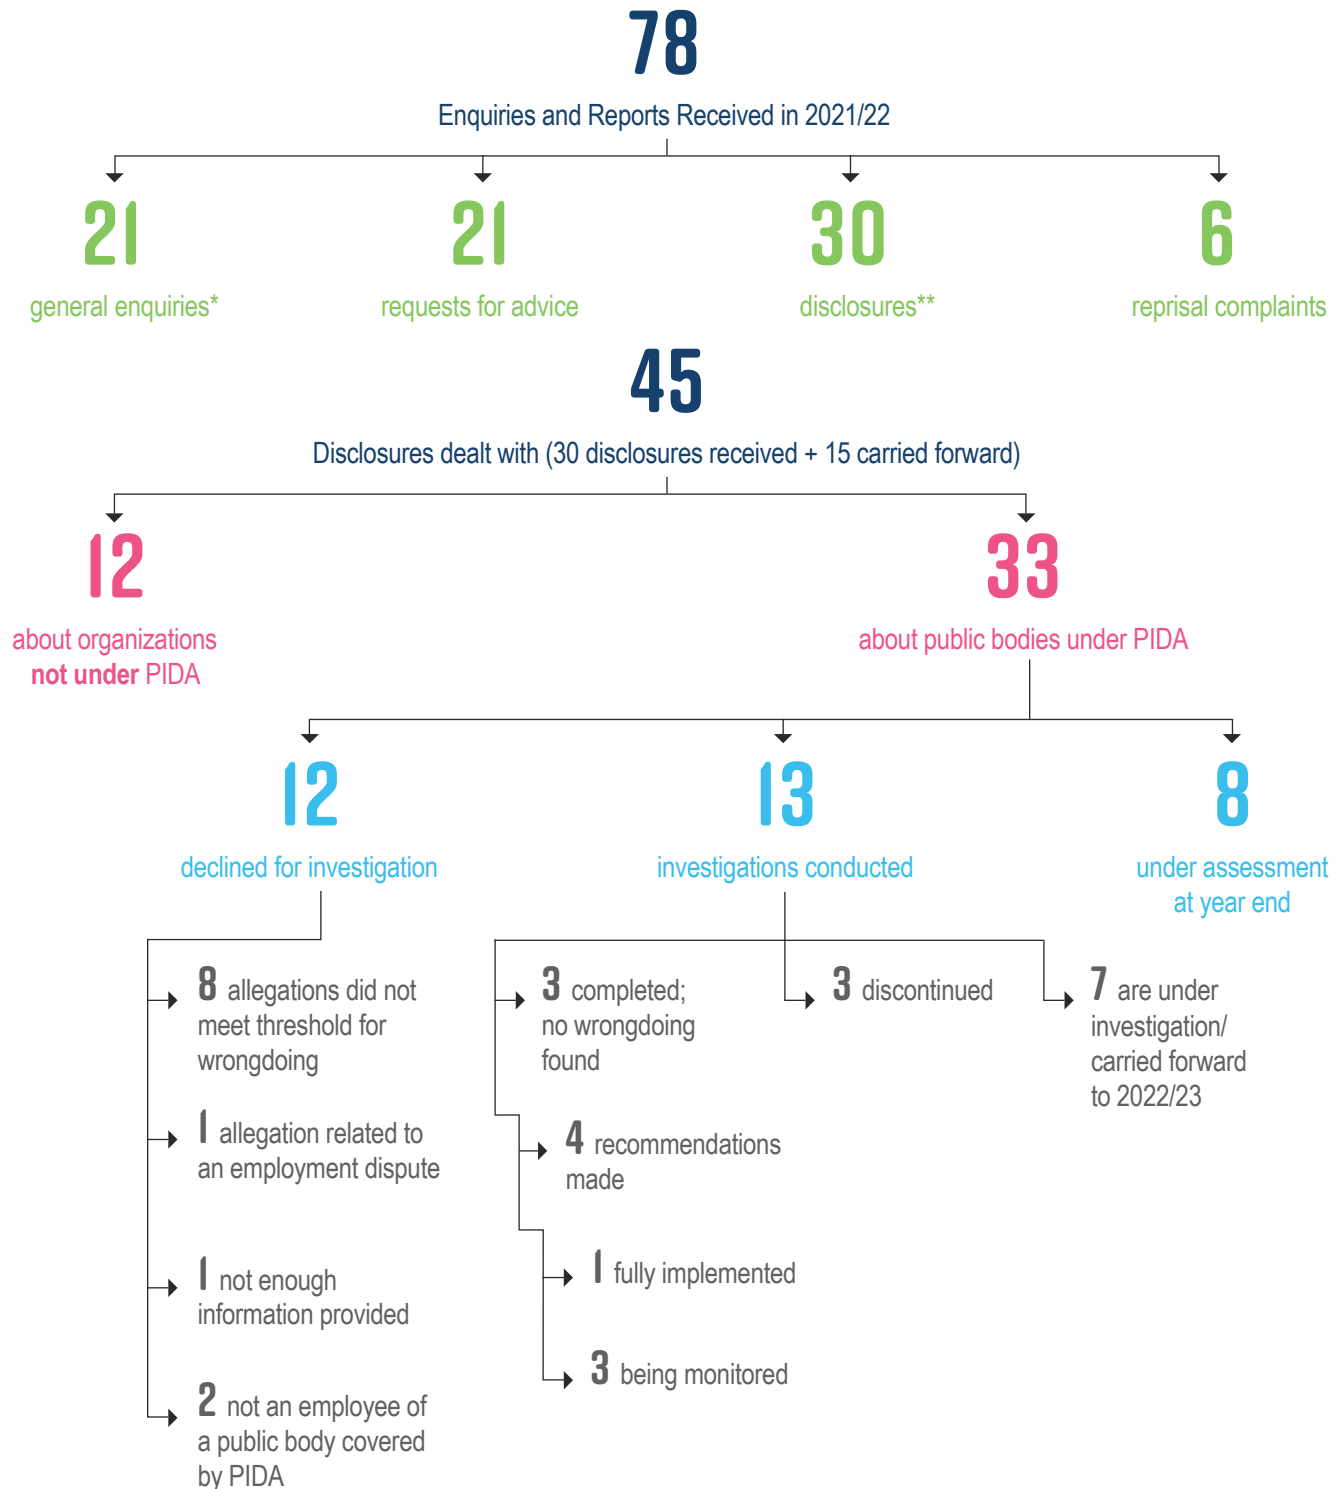 78
Enquiries and Reports Received in 2021/22
21
general enquiries*
21
requests for advice
30
disclosures**
6
reprisal complaints
45
Disclosures dealt with (30 disclosures received + 15 carried forward)
12
about organizations
not under PIDA
33
about public bodies under PIDA
12
declined for investigation
13
investigations conducted
8
under assessment
at year end
8 allegations did not
meet threshold for
wrongdoing
1 allegation related to
an employment dispute
1 not enough
information provided
2 not an employee of
a public body covered
by PIDA
3 completed;
no wrongdoing
found
4 recommendations
made
1 fully implemented
3 being monitored
3 discontinued
7 are under
investigation/
carried forward
to 2022/23